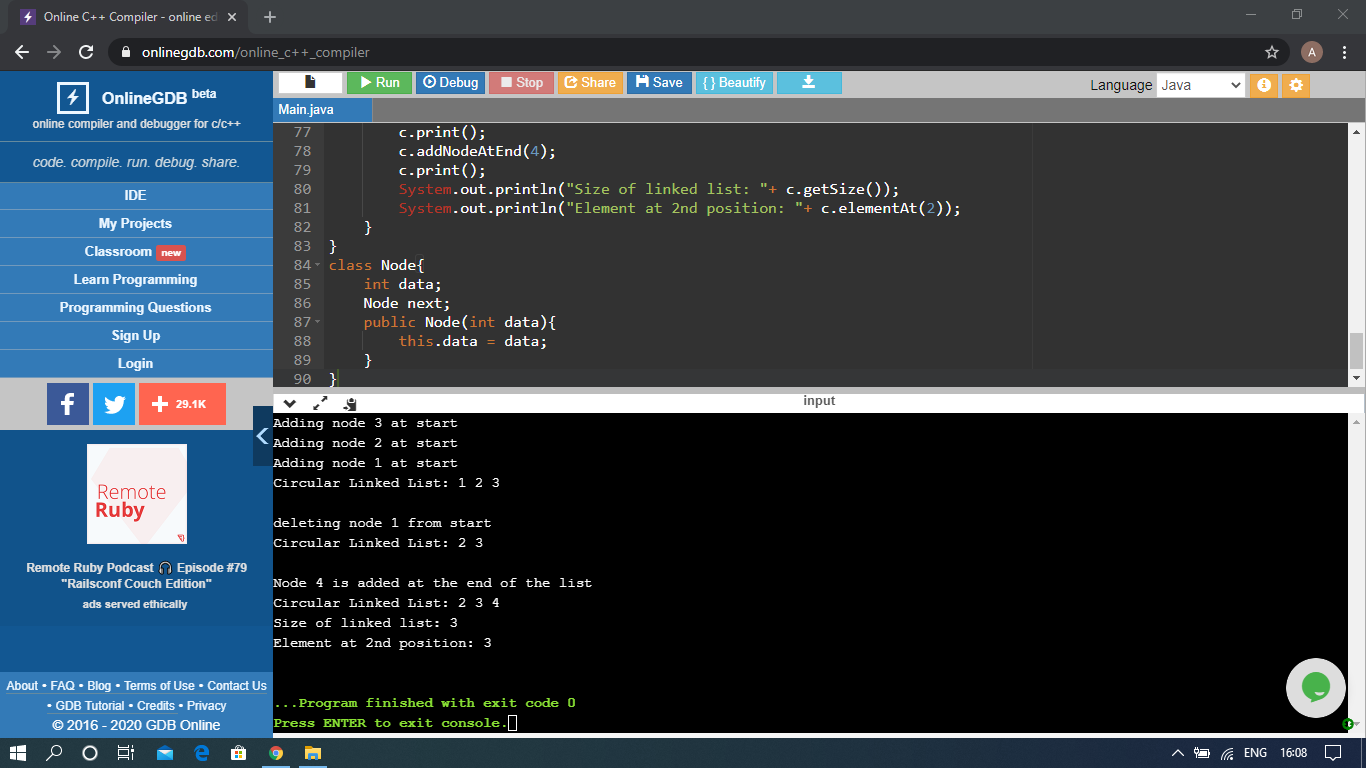 Online C++ Compiler - online ed
onlinegdb.com/online_c++_compiler
A
OnlineGDB beta
online compiler and debugger for c/c++
code. compile. run. debug. share.
IDE
My Projects
Classroom new
Learn Programming
Programming Questions
Sign Up
Login
29.1K
Remote
Ruby
Remote Ruby Podcast 🎧 Episode #79
"Railsconf Couch Edition"
ads served ethically
About • FAQ • Blog • Terms of Use • Contact Us
• GDB Tutorial • Credits • Privacy
© 2016 - 2020 GDB Online
Run Debug Stop Share Save { } Beautify
Language Java
Main.java
77 c.print();
78 c.addNodeAtEnd(4);
79 c.print();
80 System.out.println("Size of linked list: "+ c.getSize());
81 System.out.println("Element at 2nd position: "+ c.elementAt(2));
82 }
83 }
84 class Node{
85 int data;
86 Node next;
87 public Node(int data){
88 this.data = data;
89 }
90 }
input
Adding node 3 at start
Adding node 2 at start
Adding node 1 at start
Circular Linked List: 1 2 3
deleting node 1 from start
Circular Linked List: 2 3
Node 4 is added at the end of the list
Circular Linked List: 2 3 4
Size of linked list: 3
Element at 2nd position: 3
...Program finished with exit code 0
Press ENTER to exit console.
ENG 16:08